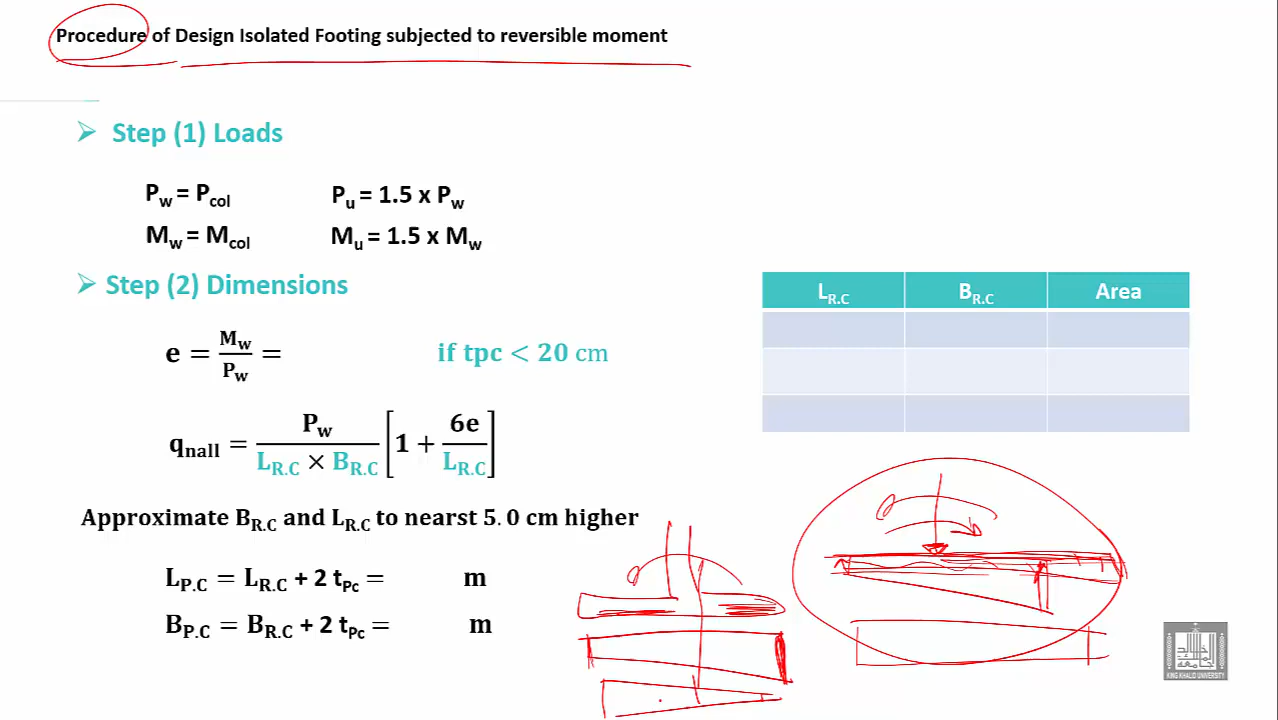 Procedure of Design Isolated Footing subjected to reversible moment
➢ Step (1) Loads
P_w = P_col    P_u = 1.5 x P_w
M_w = M_col    M_u = 1.5 x M_w
➢ Step (2) Dimensions
e = M_w / P_w =    if tpc < 20 cm
q_nall = P_w / (L_R.C × B_R.C) [1 + 6e / L_R.C]
Approximate B_R.C and L_R.C to nearst 5.0 cm higher
L_P.C = L_R.C + 2 t_Pc =    m
B_P.C = B_R.C + 2 t_Pc =    m
L_R.C    B_R.C    Area
KING KHALID UNIVERSITY